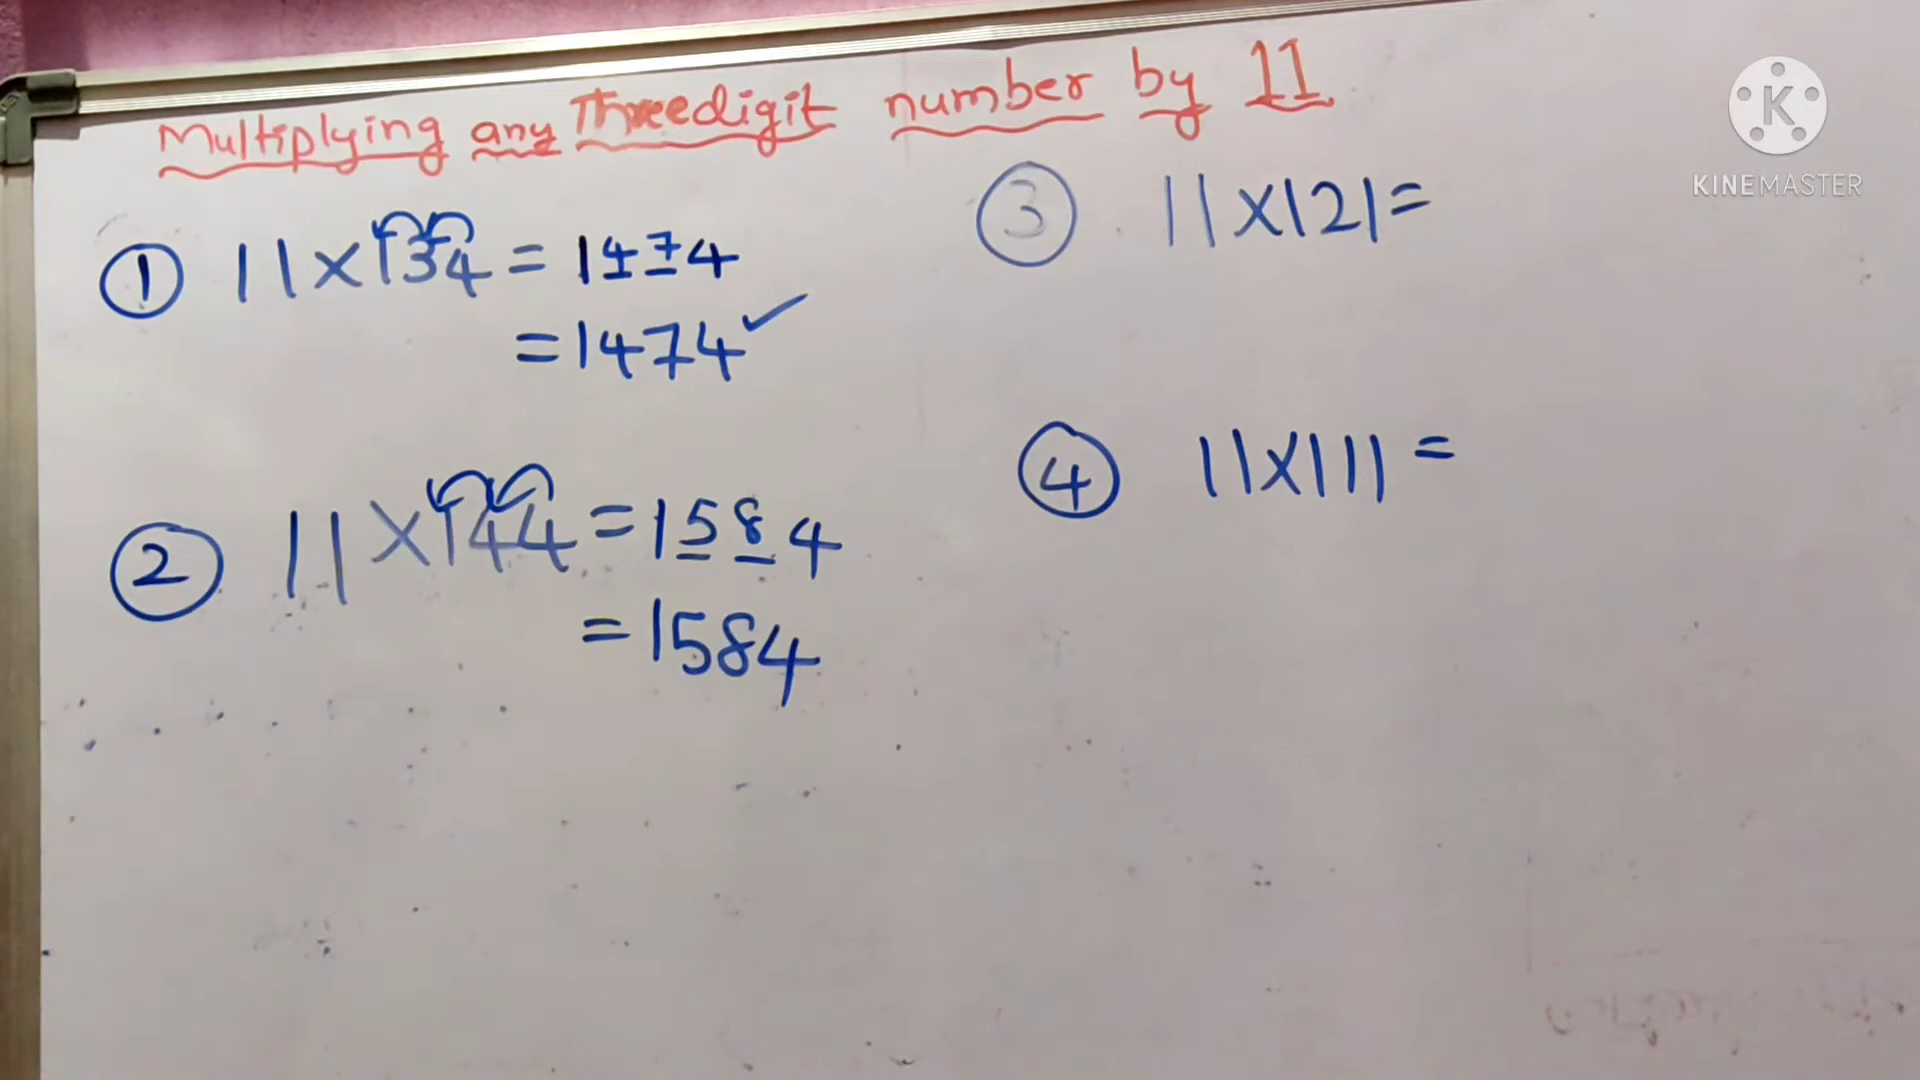 Multiplying any Threedigit number by 11
① 11×134 = 1474
= 1474✓
② 11×144 = 1584
= 1584
③ 11×121=
④ 11×111 =
KINEMASTER